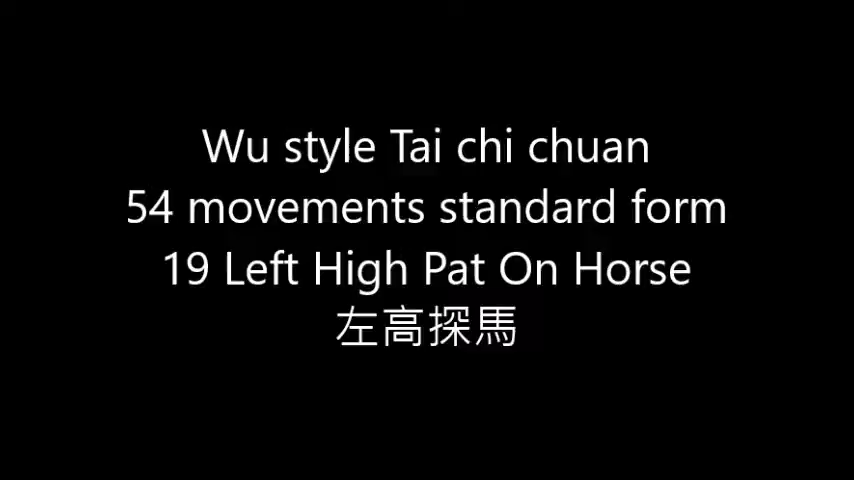 Wu style Tai chi chuan
54 movements standard form
19 Left High Pat On Horse
左高探馬